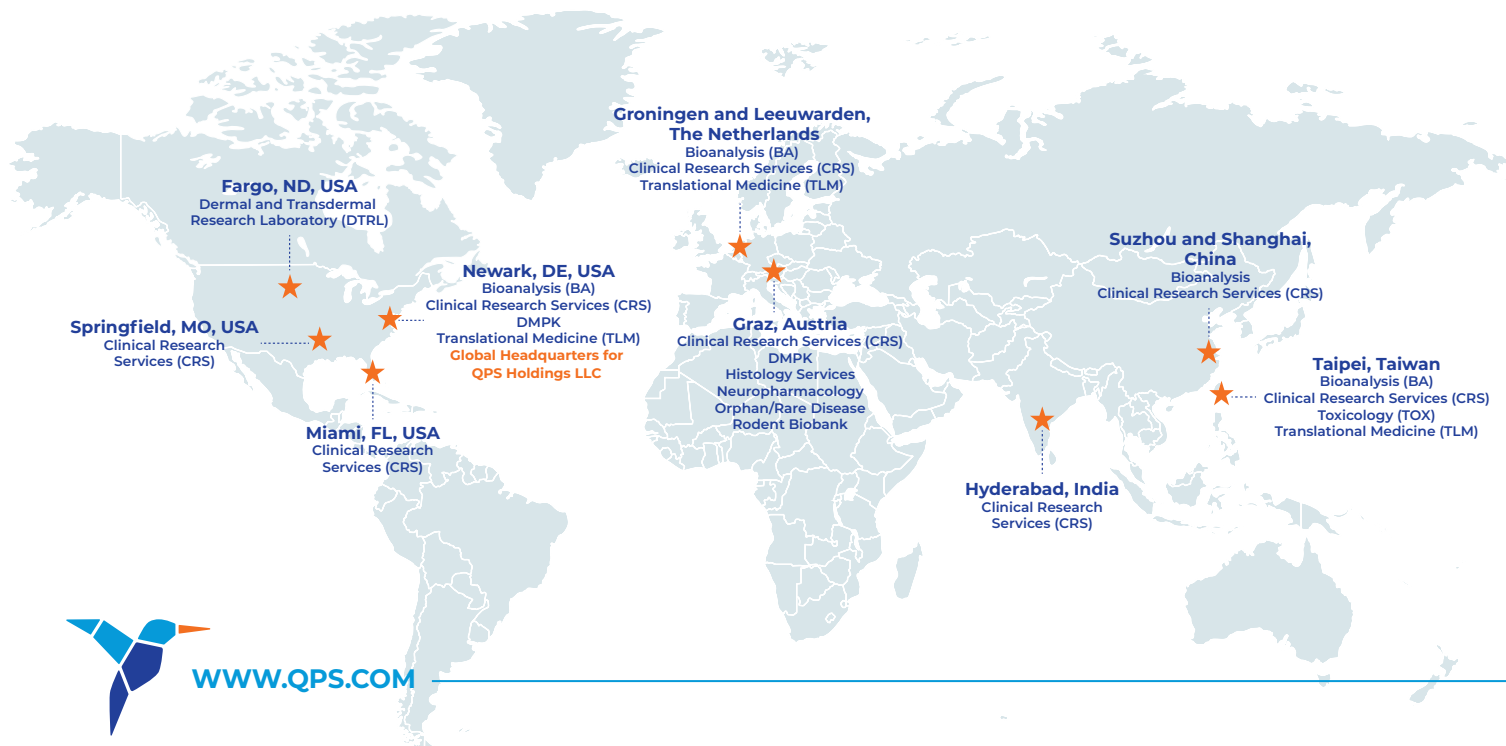 Groningen and Leeuwarden,
The Netherlands
Bioanalysis (BA)
Clinical Research Services (CRS)
Translational Medicine (TLM)
Fargo, ND, USA
Dermal and Transdermal
Research Laboratory (DTRL)
Suzhou and Shanghai,
China
Bioanalysis
Clinical Research Services (CRS)
Newark, DE, USA
Bioanalysis (BA)
Clinical Research Services (CRS)
DMPK
Translational Medicine (TLM)
Global Headquarters for
QPS Holdings LLC
Springfield, MO, USA
Clinical Research
Services (CRS)
Graz, Austria
Clinical Research Services (CRS)
DMPK
Histology Services
Neuropharmacology
Orphan/Rare Disease
Rodent Biobank
Taipei, Taiwan
Bioanalysis (BA)
Clinical Research Services (CRS)
Toxicology (TOX)
Translational Medicine (TLM)
Miami, FL, USA
Clinical Research
Services (CRS)
Hyderabad, India
Clinical Research
Services (CRS)
WWW.QPS.COM